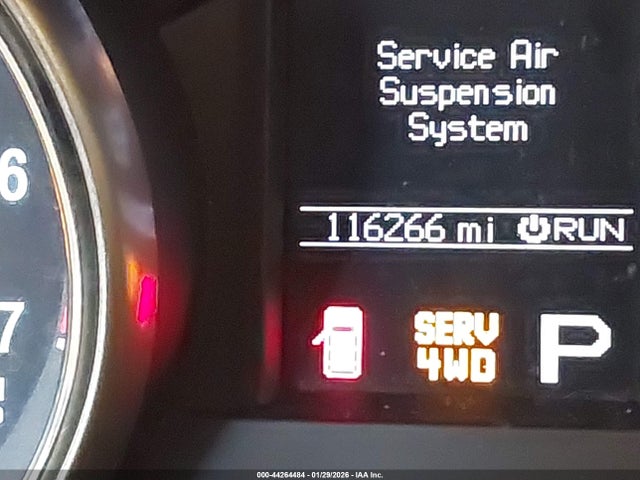 Service Air
Suspension
System
6
116266 mi RUN
7
SERV
4WD
P
000-44264484 - 01/29/2026 - IAA Inc.